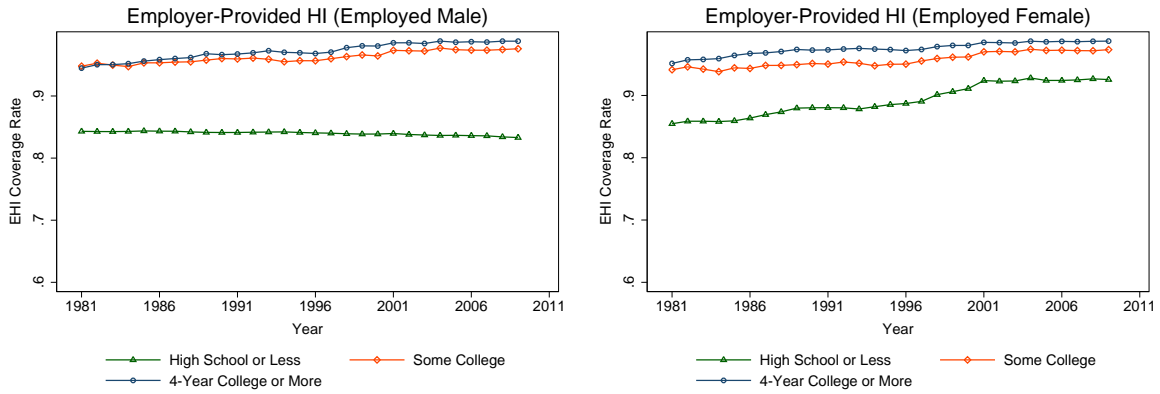 Employer-Provided HI (Employed Male)
EHI Coverage Rate
.9
.8
.7
.6
1981 1986 1991 1996 2001 2006 2011
Year
High School or Less Some College
4-Year College or More
Employer-Provided HI (Employed Female)
EHI Coverage Rate
.9
.8
.7
.6
1981 1986 1991 1996 2001 2006 2011
Year
High School or Less Some College
4-Year College or More